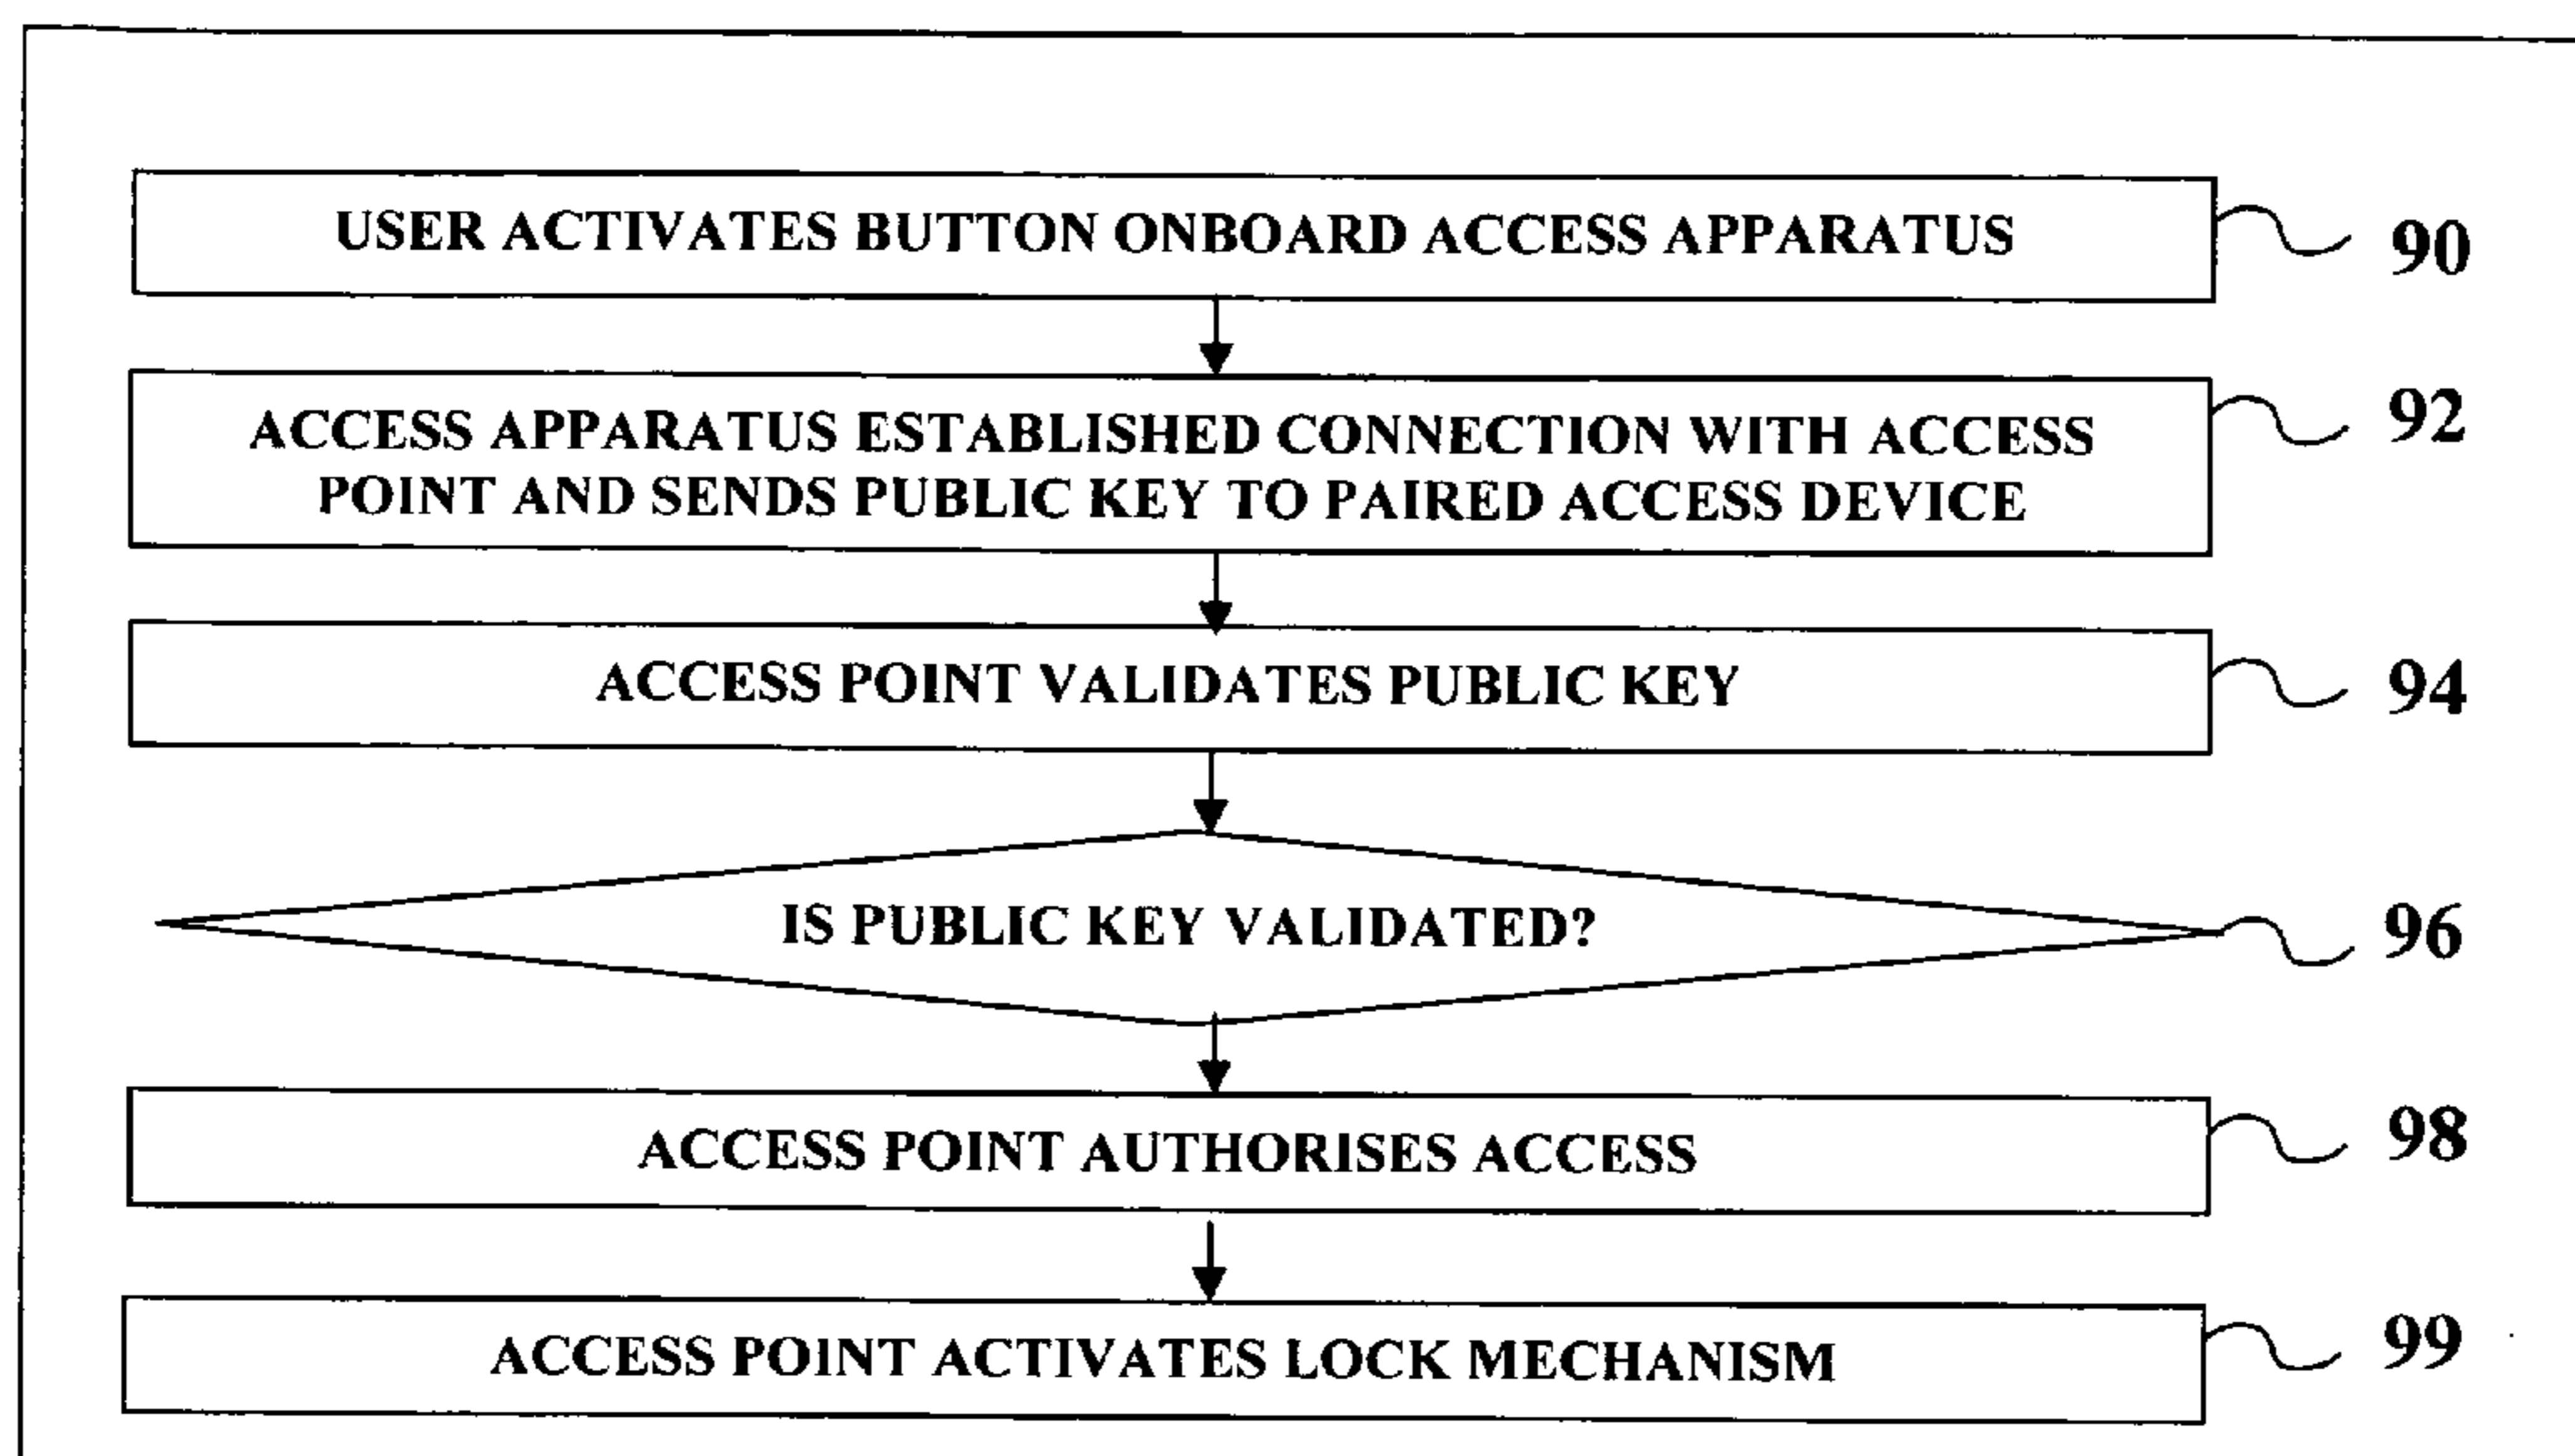 USER ACTIVATES BUTTON ONBOARD ACCESS APPARATUS
90
ACCESS APPARATUS ESTABLISHED CONNECTION WITH ACCESS
POINT AND SENDS PUBLIC KEY TO PAIRED ACCESS DEVICE
92
ACCESS POINT VALIDATES PUBLIC KEY
94
IS PUBLIC KEY VALIDATED?
96
ACCESS POINT AUTHORISES ACCESS
98
ACCESS POINT ACTIVATES LOCK MECHANISM
99